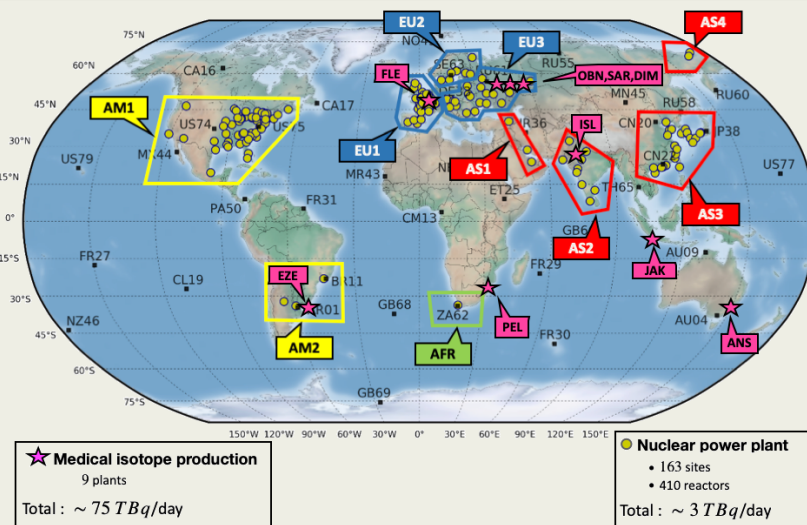 EU2
AS4
75°S
NO49
EU3
60°N
SE63
RU55
CA16
FLE
OBN,SAR,DIM
AM1
45°N
CA17
MN45
RU60
RU58
ISL
US74
US75
CN20
JP38
30°N
EU1
AS1
US79
MX44
MR43
CN22
US77
15°N
ET25
TH65
AS3
PA50
FR31
CM13
0°
GB6
AS2
JAK
AU09
15°S
FR27
EZE
BR11
FR29
CL19
30°S
AR01
GB68
ZA62
PEL
AU04
NZ46
AM2
AFR
FR30
ANS
45°S
60°S
GB69
75°S
150°W 120°W 90°W 60°W 30°W 0° 30°E 60°E 90°E 120°E 150°E
Medical isotope production
9 plants
Total : ~ 75 TBq/day
Nuclear power plant
• 163 sites
• 410 reactors
Total : ~ 3 TBq/day